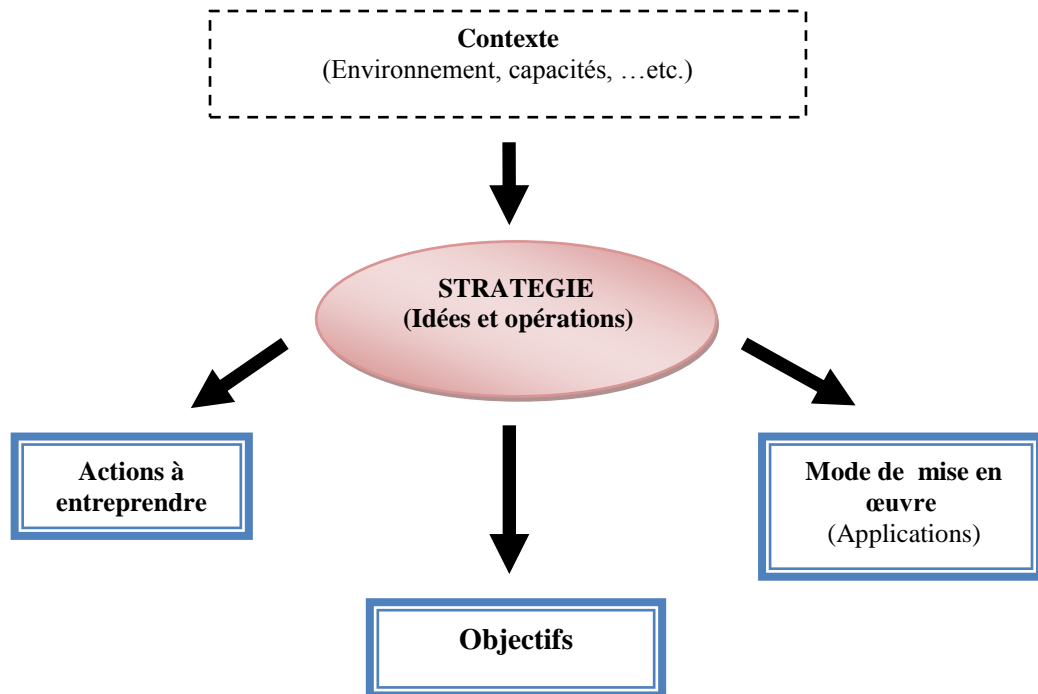 Contexte
(Environnement, capacités, …etc.)
STRATEGIE
(Idées et opérations)
Actions à
entreprendre
Mode de  mise en
œuvre
(Applications)
Objectifs